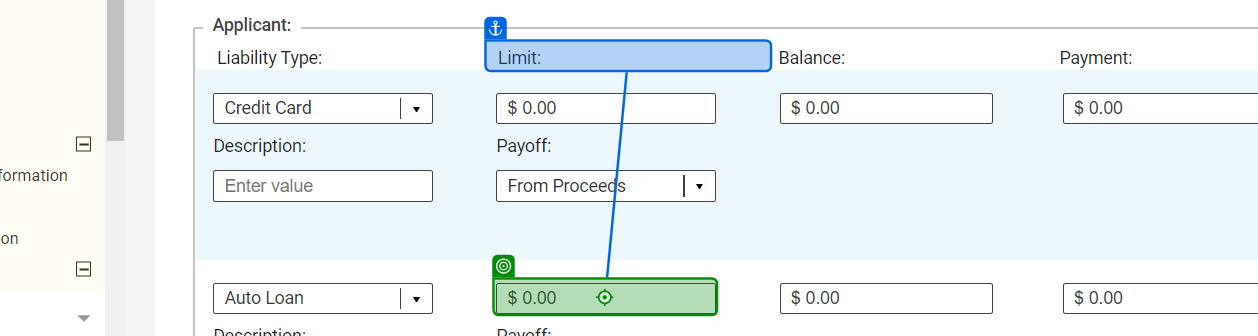 Applicant:
Liability Type: Limit: Balance: Payment:
Credit Card $ 0.00 $ 0.00 $ 0.00
Description: Payoff:
formation
Enter value From Proceeds
on
Auto Loan $ 0.00 $ 0.00 $ 0.00
Description: Payoff: